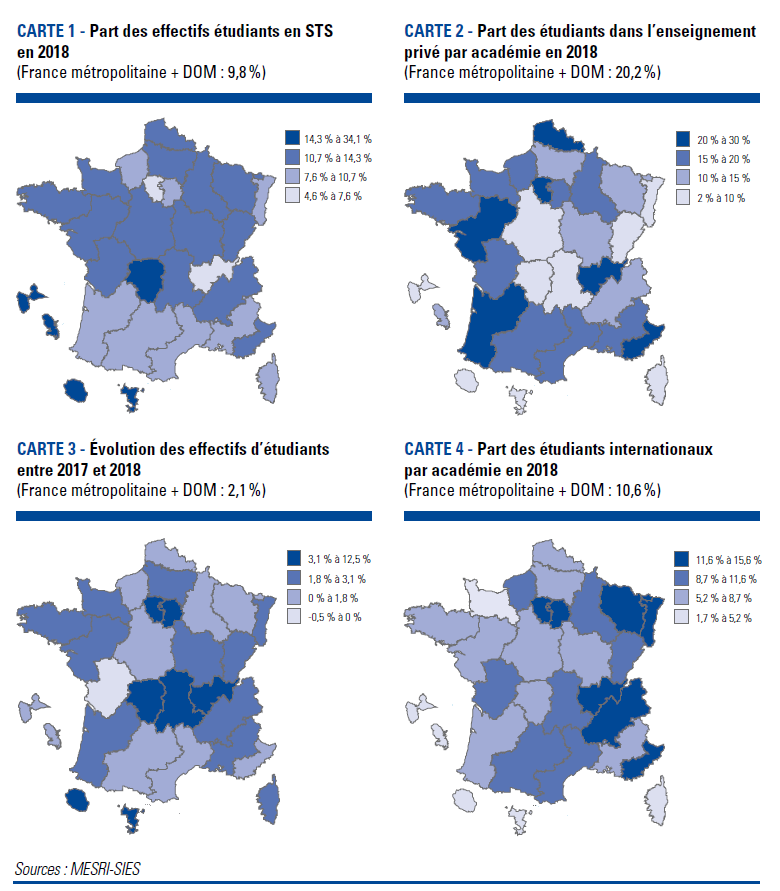 CARTE 1 - Part des effectifs étudiants en STS
en 2018
(France métropolitaine + DOM : 9,8 %)
14,3 % à 34,1 %
10,7 % à 14,3 %
7,6 % à 10,7 %
4,6 % à 7,6 %
CARTE 2 - Part des étudiants dans l’enseignement
privé par académie en 2018
(France métropolitaine + DOM : 20,2 %)
20 % à 30 %
15 % à 20 %
10 % à 15 %
2 % à 10 %
CARTE 3 - Évolution des effectifs d’étudiants
entre 2017 et 2018
(France métropolitaine + DOM : 2,1 %)
3,1 % à 12,5 %
1,8 % à 3,1 %
0 % à 1,8 %
-0,5 % à 0 %
CARTE 4 - Part des étudiants internationaux
par académie en 2018
(France métropolitaine + DOM : 10,6 %)
11,6 % à 15,6 %
8,7 % à 11,6 %
5,2 % à 8,7 %
1,7 % à 5,2 %
Sources : MESRI-SIES